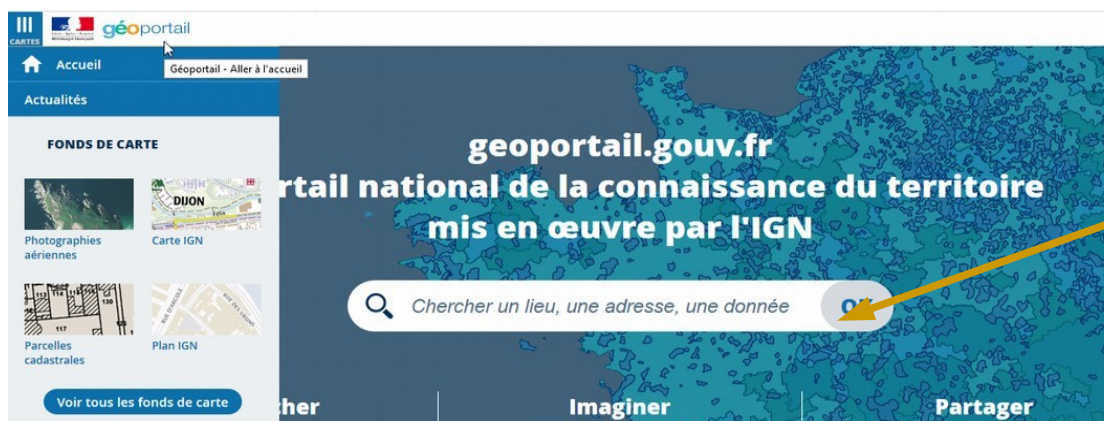 CARTES
géoportail
Accueil
Géoportail - Aller à l'accueil
Actualités
FONDS DE CARTE
Photographies
aériennes
DIJON
Carte IGN
Parcelles
cadastrales
117
Plan IGN
Voir tous les fonds de carte
geoportail.gouv.fr
rtail national de la connaissance du territoire
mis en œuvre par l'IGN
Chercher un lieu, une adresse, une donnée
cher
Imaginer
Partager